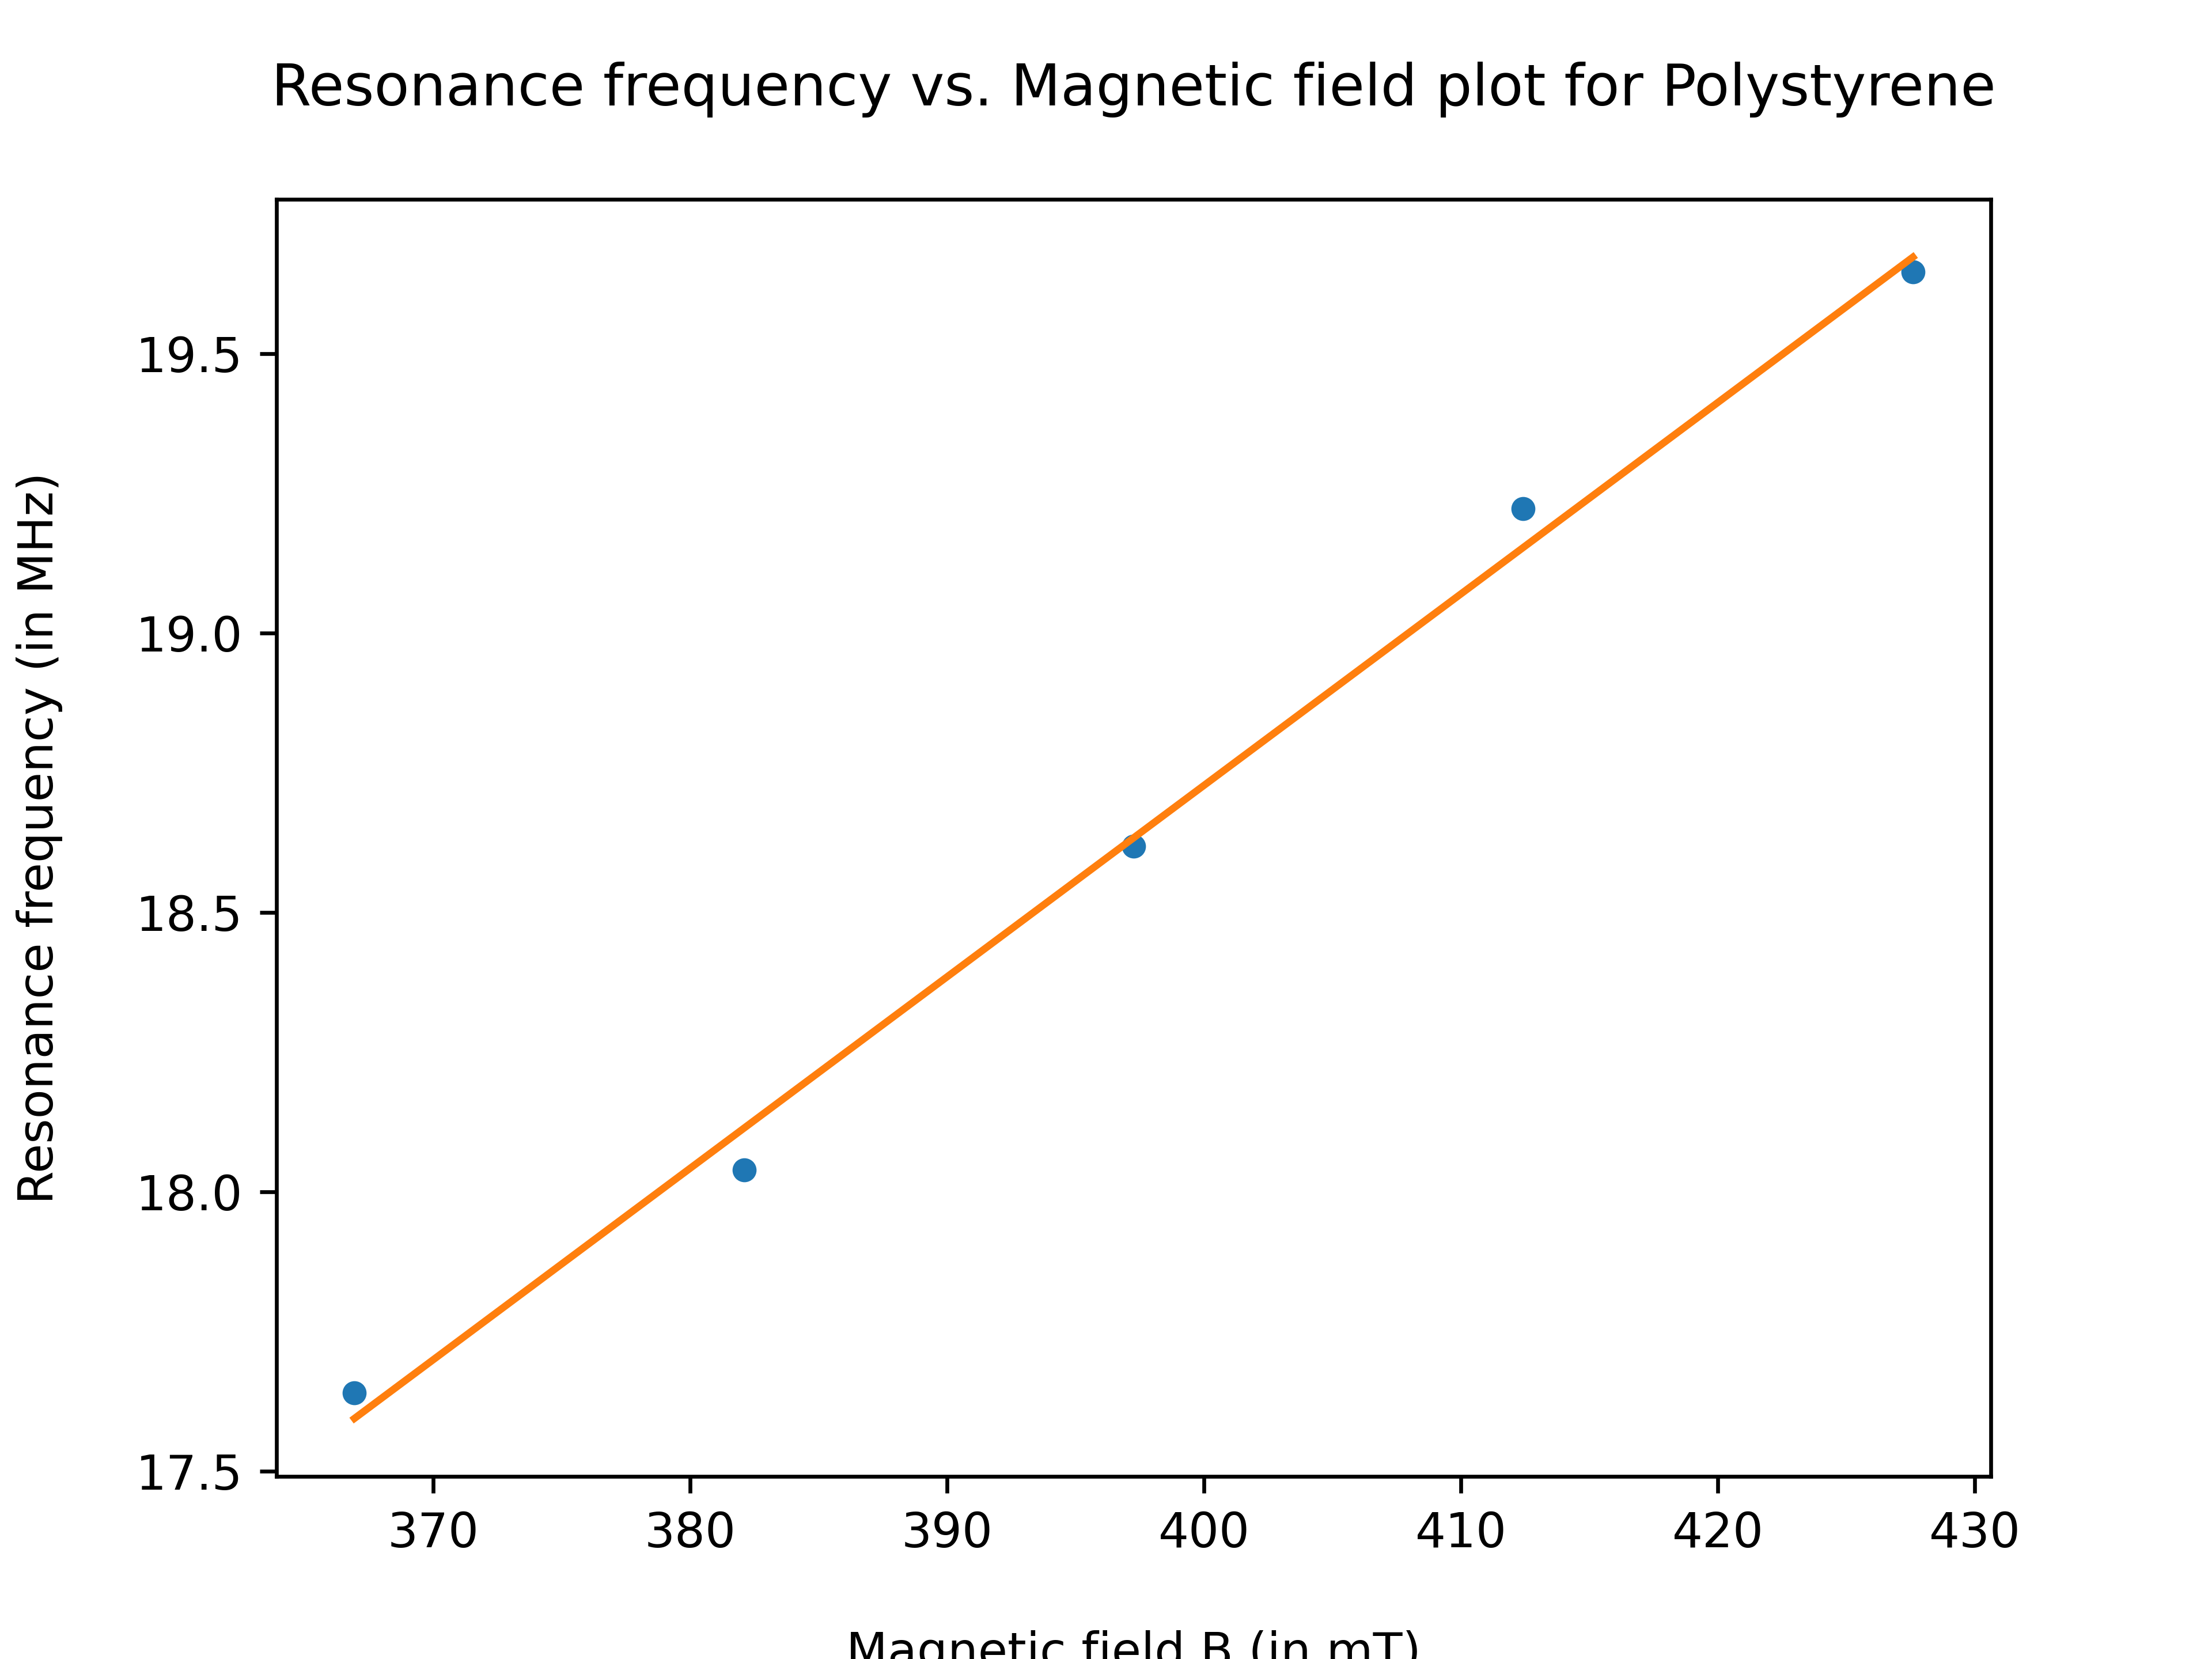 Resonance frequency vs. Magnetic field plot for Polystyrene
Resonance frequency (in MHz)
19.5
19.0
18.5
18.0
17.5
370 380 390 400 410 420 430
Magnetic field B (in mT)